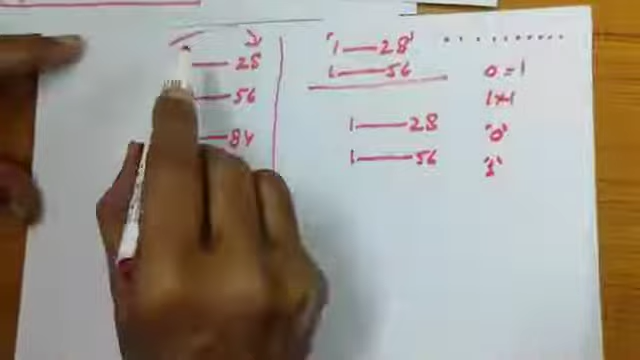 28
56
84
'1 — 28'
1 — 56
0 = 1
1 — 28
'0'
1 — 56
'1'